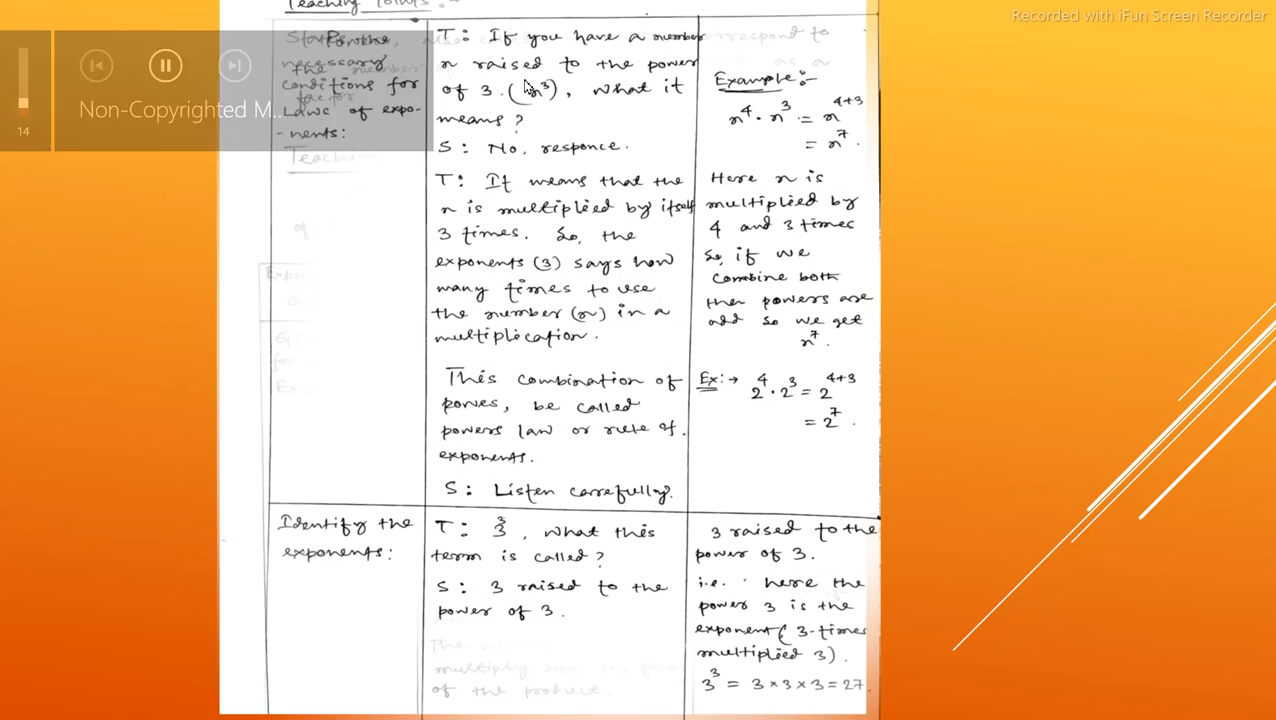 Recorded with iFun Screen Recorder
Teaching Points:-
necessary
conditions for
Laws of expo-
-nents:
Non-Copyrighted M...
14
T: If you have a number
n raised to the power
of 3. (n³), what it
means?
S: No, responce.
T: It means that the
n is multiplied by itself
3 times. So, the
exponents (3) says how
many times to use
the number (n) in a
multiplication.
This combination of
powes, be called
powers law or rule of
exponents.
S: Listen carrefully.
Example:-
n⁴ · n³ = n⁴⁺³
= n⁷.
Here n is
multiplied by
4 and 3 times
So, if we
combine both
then powers are
add so we get
n⁷.
Ex:→ 2⁴ · 2³ = 2⁴⁺³
= 2⁷.
Identify the
exponents:
T: 3³, what this
term is called?
S: 3 raised to the
power of 3.
multiply
of the product.
3 raised to the
power of 3.
i.e. here the
power 3 is the
exponent (3-times
multiplied 3).
3³ = 3 × 3 × 3 = 27.